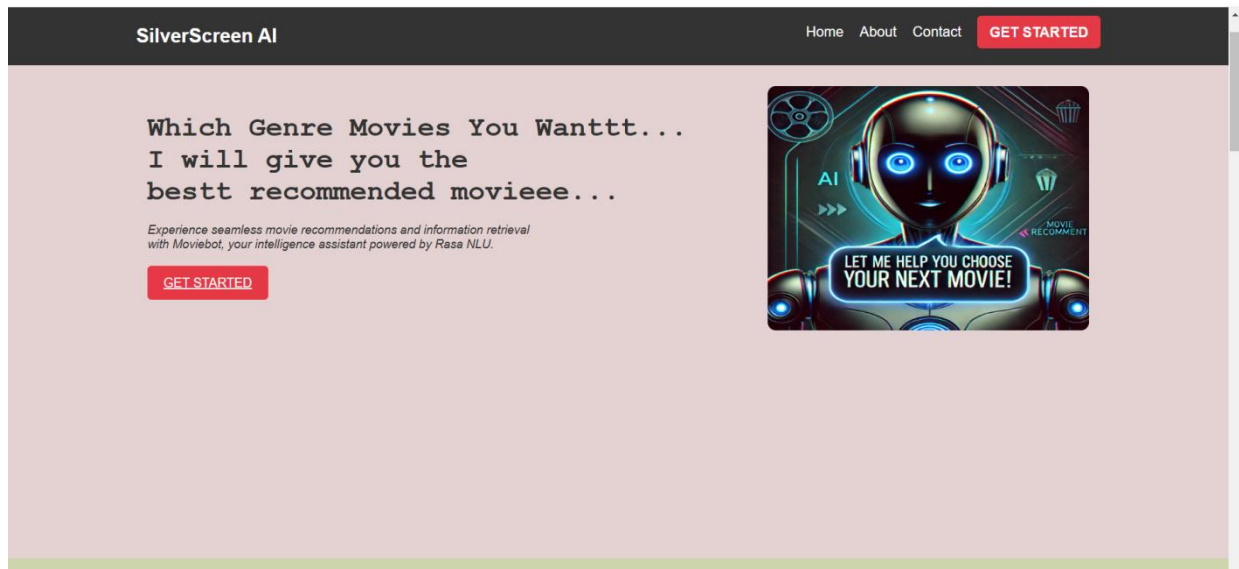 SilverScreen AI
Home About Contact GET STARTED
Which Genre Movies You Wanttt...
I will give you the
bestt recommended movieee...
Experience seamless movie recommendations and information retrieval
with Moviebot, your intelligence assistant powered by Rasa NLU.
GET STARTED
AI
MOVIE
RECOMMENT
LET ME HELP YOU CHOOSE
YOUR NEXT MOVIE!